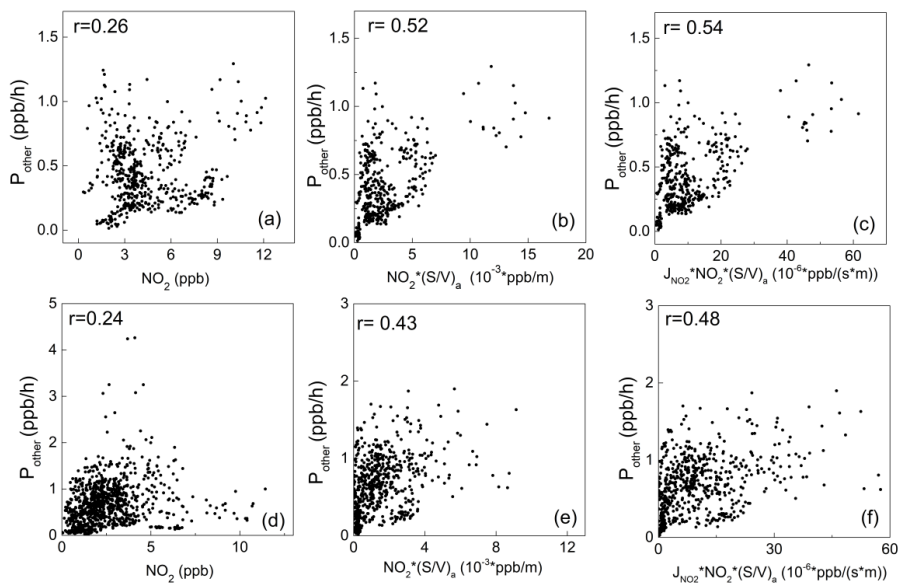 r=0.26
1.5
1.0
0.5
0.0
P_other (ppb/h)
0 3 6 9 12
NO₂ (ppb)
(a)
r= 0.52
1.5
1.0
0.5
0.0
P_other (ppb/h)
0 5 10 15 20
NO₂*(S/V)ₐ (10⁻³*ppb/m)
(b)
r= 0.54
1.5
1.0
0.5
0.0
P_other (ppb/h)
0 20 40 60
J_NO2*NO₂*(S/V)ₐ (10⁻⁶*ppb/(s*m))
(c)
r=0.24
5
4
3
2
1
0
P_other (ppb/h)
0 5 10
NO₂ (ppb)
(d)
r= 0.43
3
2
1
0
P_other (ppb/h)
0 4 8 12
NO₂*(S/V)ₐ (10⁻³*ppb/m)
(e)
r=0.48
3
2
1
0
P_other (ppb/h)
0 30 60
J_NO2*NO₂*(S/V)ₐ (10⁻⁶*ppb/(s*m))
(f)